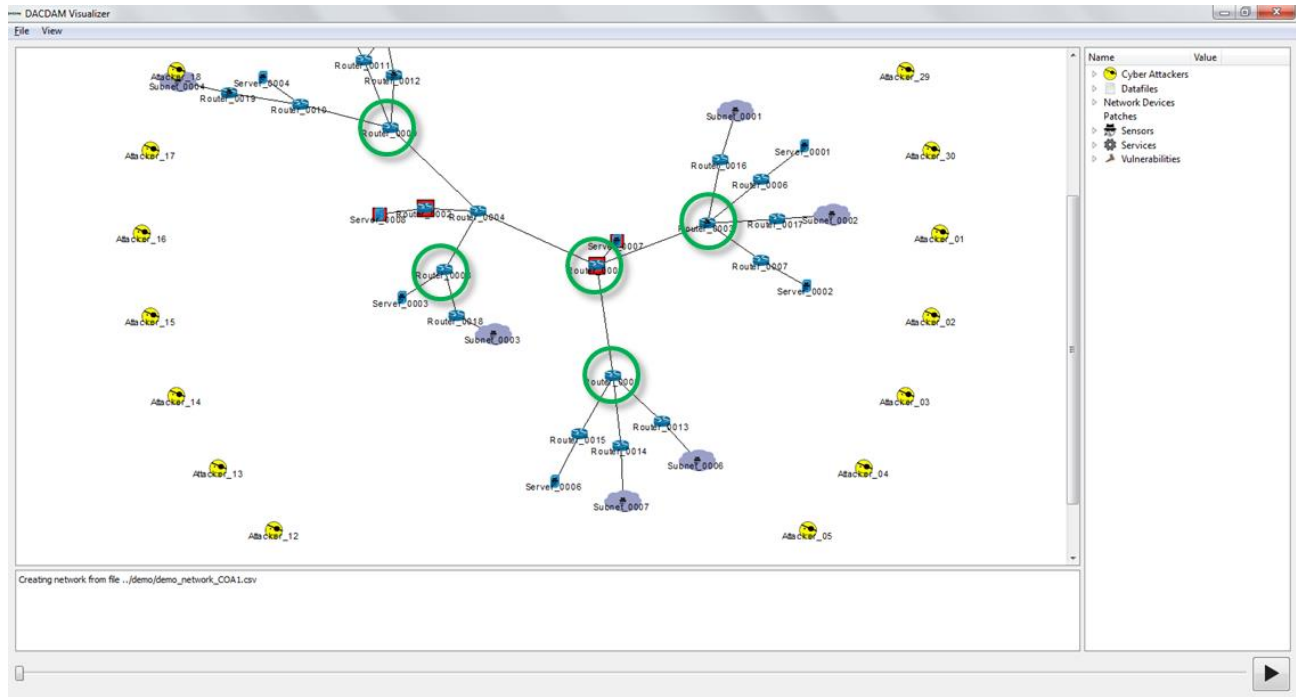 DACDAM Visualizer
File View
Name Value
Cyber Attackers
Datafiles
Network Devices
Patches
Sensors
Services
Vulnerabilities
Router_0011
Router_0012
Attacker_18
Subnet_0004
Server_0004
Router_0019
Router_0010
Attacker_29
Subnet_0001
Attacker_17
Server_0001
Attacker_30
Router_0016
Router_0006
Server_0008
Router_0004
Router_0003
Router_0017
Subnet_0002
Attacker_16
Attacker_01
Server_0007
Router_0007
Server_0002
Server_0003
Router_0018
Subnet_0003
Attacker_15
Attacker_02
Attacker_14
Attacker_03
Router_0013
Router_0015
Router_0014
Subnet_0006
Attacker_13
Attacker_04
Server_0006
Subnet_0007
Attacker_12
Attacker_05
Creating network from file ../demo/demo_network_COA1.csv